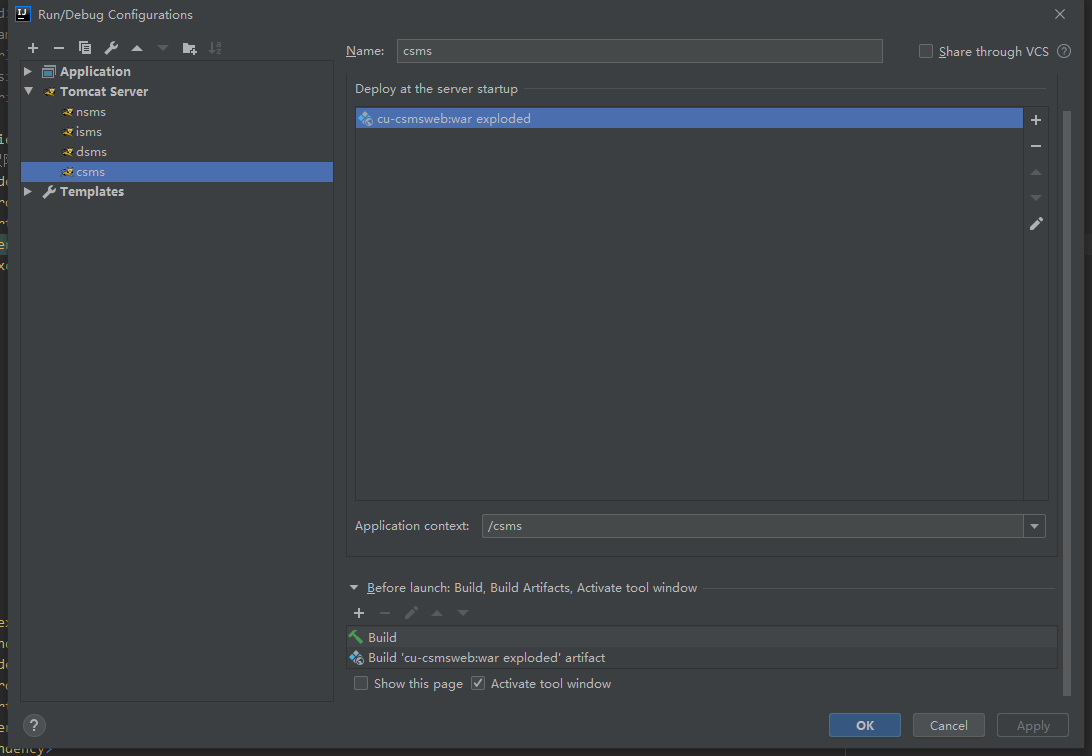 Run/Debug Configurations
Name: csms
Share through VCS ?
Application
Tomcat Server
nsms
isms
dsms
csms
Templates
Deploy at the server startup
cu-csmsweb:war exploded
Application context: /csms
Before launch: Build, Build Artifacts, Activate tool window
Build
Build 'cu-csmsweb:war exploded' artifact
Show this page Activate tool window
? OK Cancel Apply
ndency>